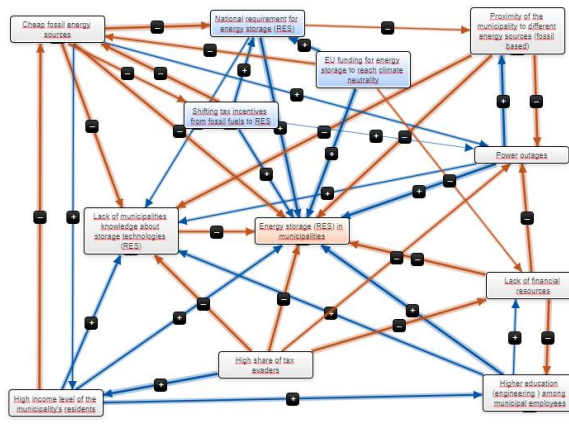 Cheap fossil energy
sources
National requirement for
energy storage (RES)
Proximity of the
municipality to different
energy sources (fossil
based)
EU funding for energy
storage to reach climate
neutrality
Shifting tax incentives
from fossil fuels to RES
Power outages
Lack of municipalities
knowledge about
storage technologies
(RES)
Energy storage (RES) in
municipalities
Lack of financial
resources
High share of tax
evaders
High income level of the
municipality's residents
Higher education
(engineering ) among
municipal employees